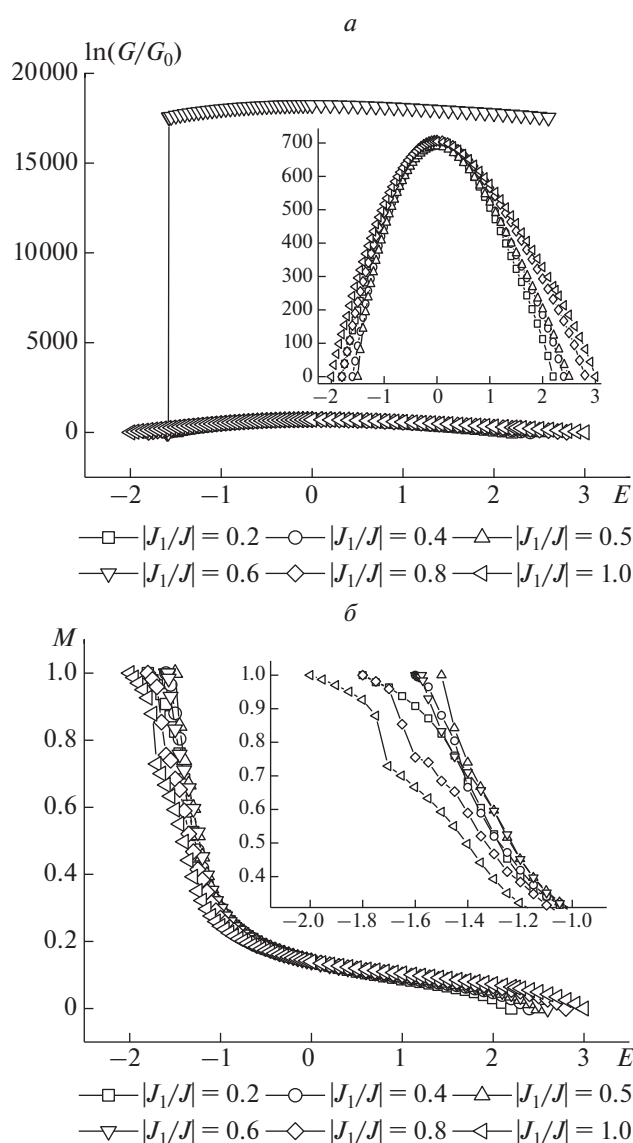 а
ln(G/G₀)
20000
15000
10000
5000
0
700
600
500
400
300
200
100
0
−2 −1 0 1 2 3
−2 −1 0 1 2 3 E
|J₁/J| = 0.2 |J₁/J| = 0.4 |J₁/J| = 0.5
|J₁/J| = 0.6 |J₁/J| = 0.8 |J₁/J| = 1.0
б
M
1.0
0.8
0.6
0.4
0.2
0
1.0
0.9
0.8
0.7
0.6
0.5
0.4
−2.0 −1.8 −1.6 −1.4 −1.2 −1.0
−2 −1 0 1 2 3 E
|J₁/J| = 0.2 |J₁/J| = 0.4 |J₁/J| = 0.5
|J₁/J| = 0.6 |J₁/J| = 0.8 |J₁/J| = 1.0